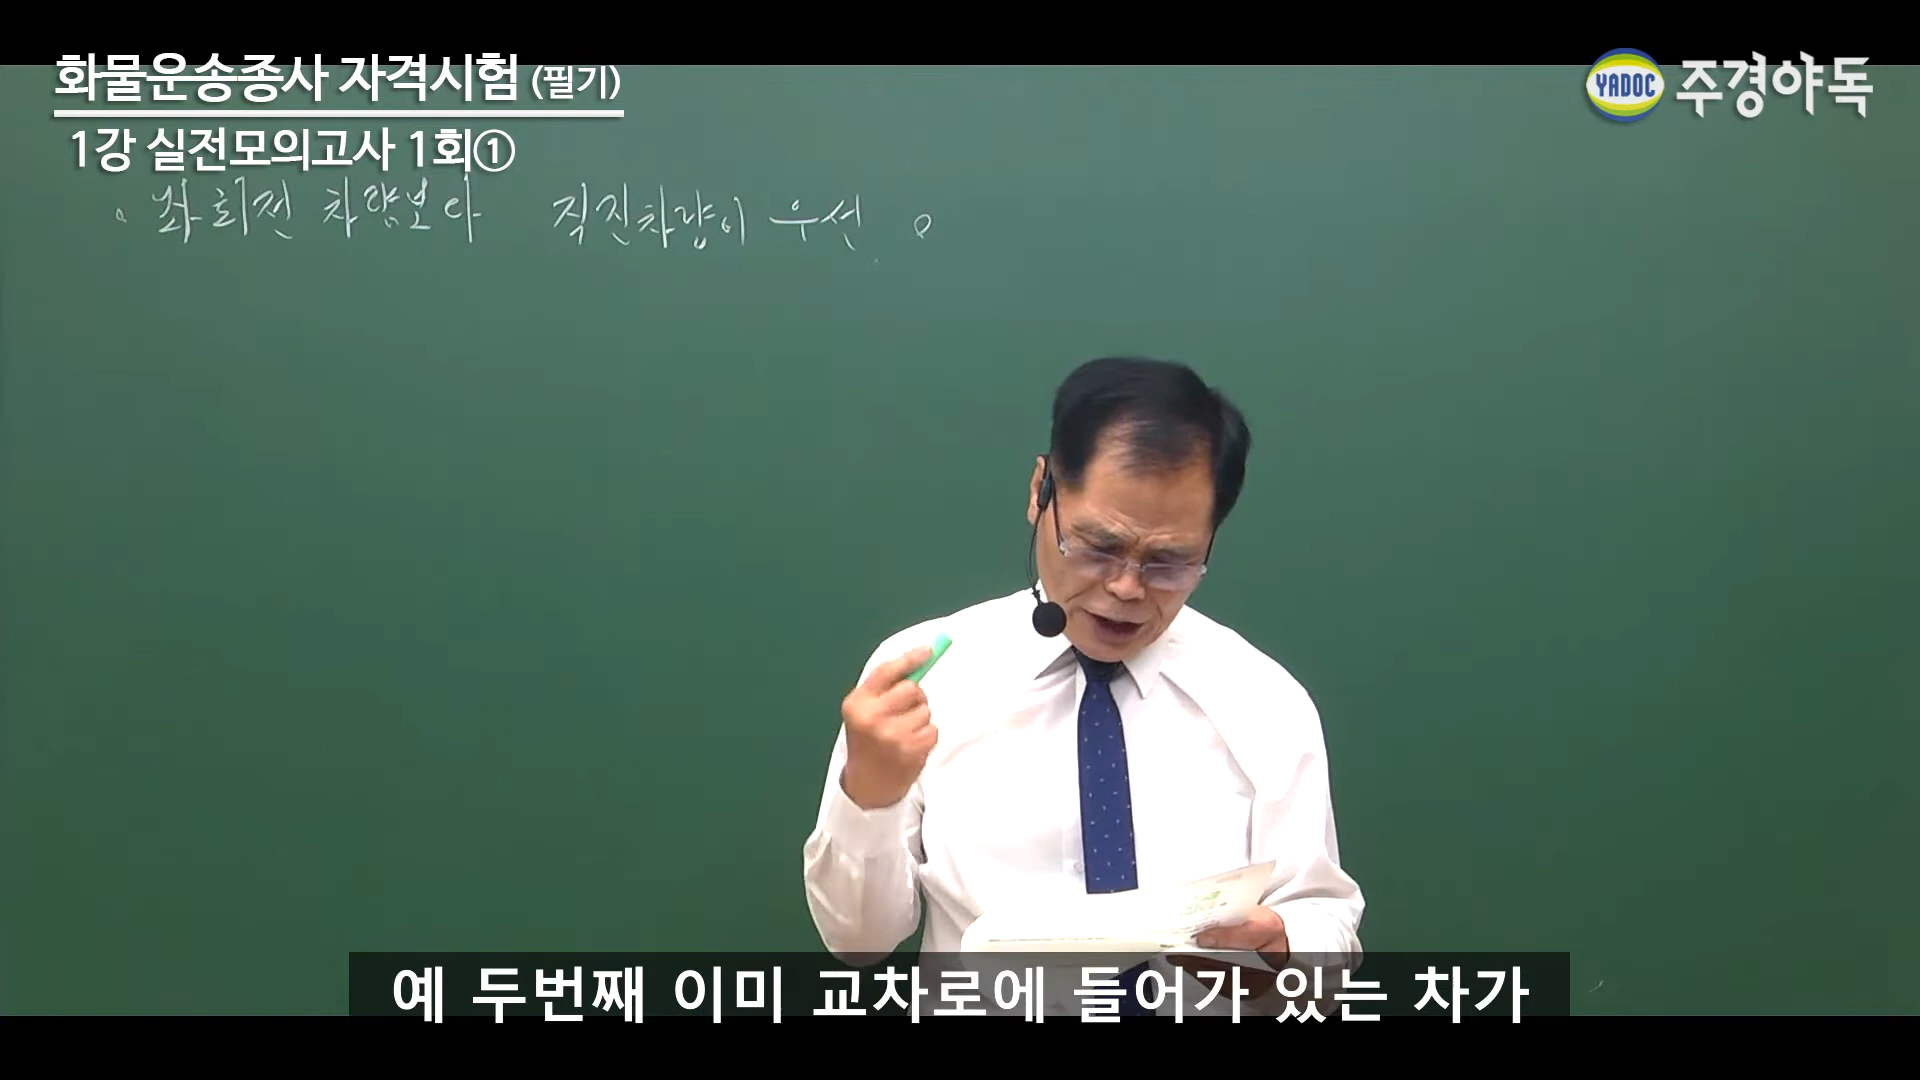 화물운송종사 자격시험 (필기)
1강 실전모의고사 1회①
YADOC 주경야독
좌회전 차량보다 직진차량이 우선
예 두번째 이미 교차로에 들어가 있는 차가